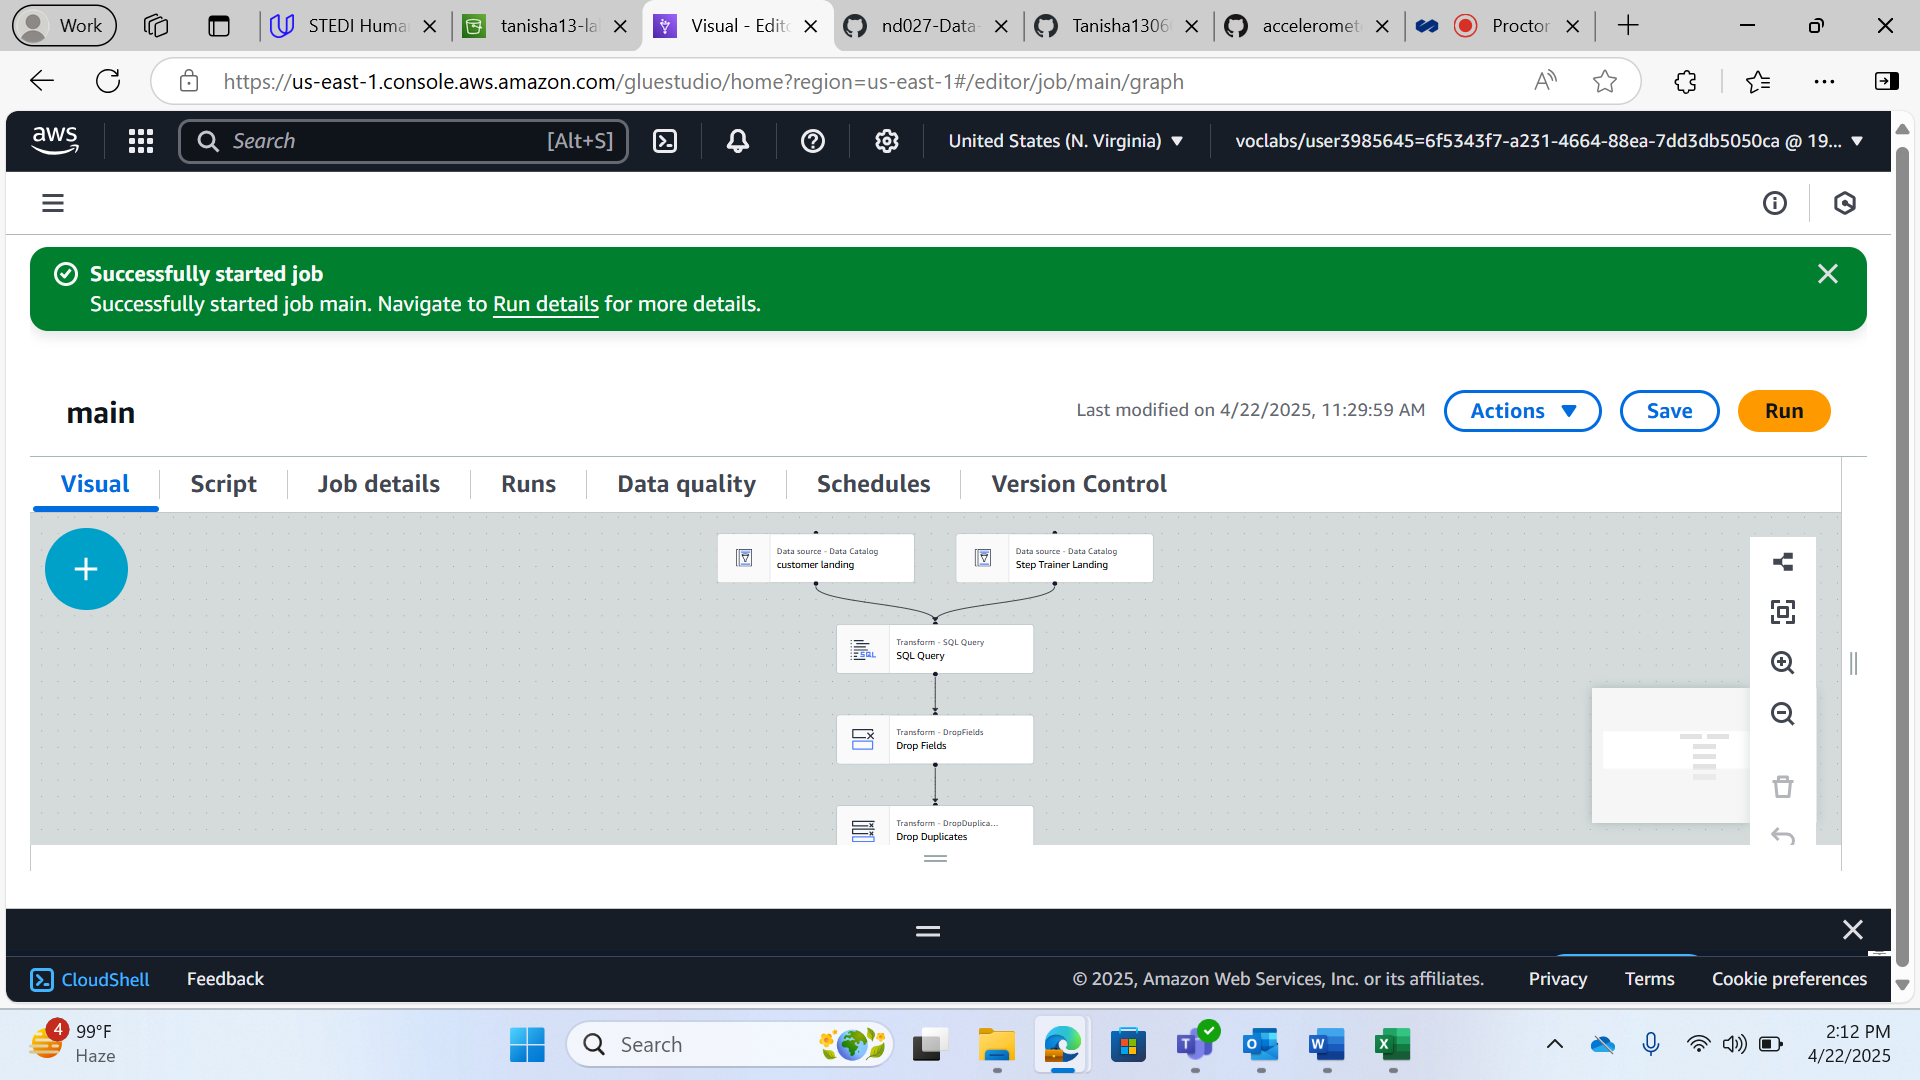 Work
STEDI Huma
tanisha13-la
Visual - Edit
nd027-Data-
Tanisha1306
acceleromet
Proctor
https://us-east-1.console.aws.amazon.com/gluestudio/home?region=us-east-1#/editor/job/main/graph
aws
Search [Alt+S]
United States (N. Virginia)
voclabs/user3985645=6f5343f7-a231-4664-88ea-7dd3db5050ca @ 19...
Successfully started job
Successfully started job main. Navigate to Run details for more details.
main
Last modified on 4/22/2025, 11:29:59 AM
Actions
Save
Run
Visual
Script
Job details
Runs
Data quality
Schedules
Version Control
Data source - Data Catalog
customer landing
Data source - Data Catalog
Step Trainer Landing
Transform - SQL Query
SQL Query
Transform - DropFields
Drop Fields
Transform - DropDuplica...
Drop Duplicates
CloudShell
Feedback
© 2025, Amazon Web Services, Inc. or its affiliates.
Privacy
Terms
Cookie preferences
4
99°F
Haze
Search
2:12 PM
4/22/2025